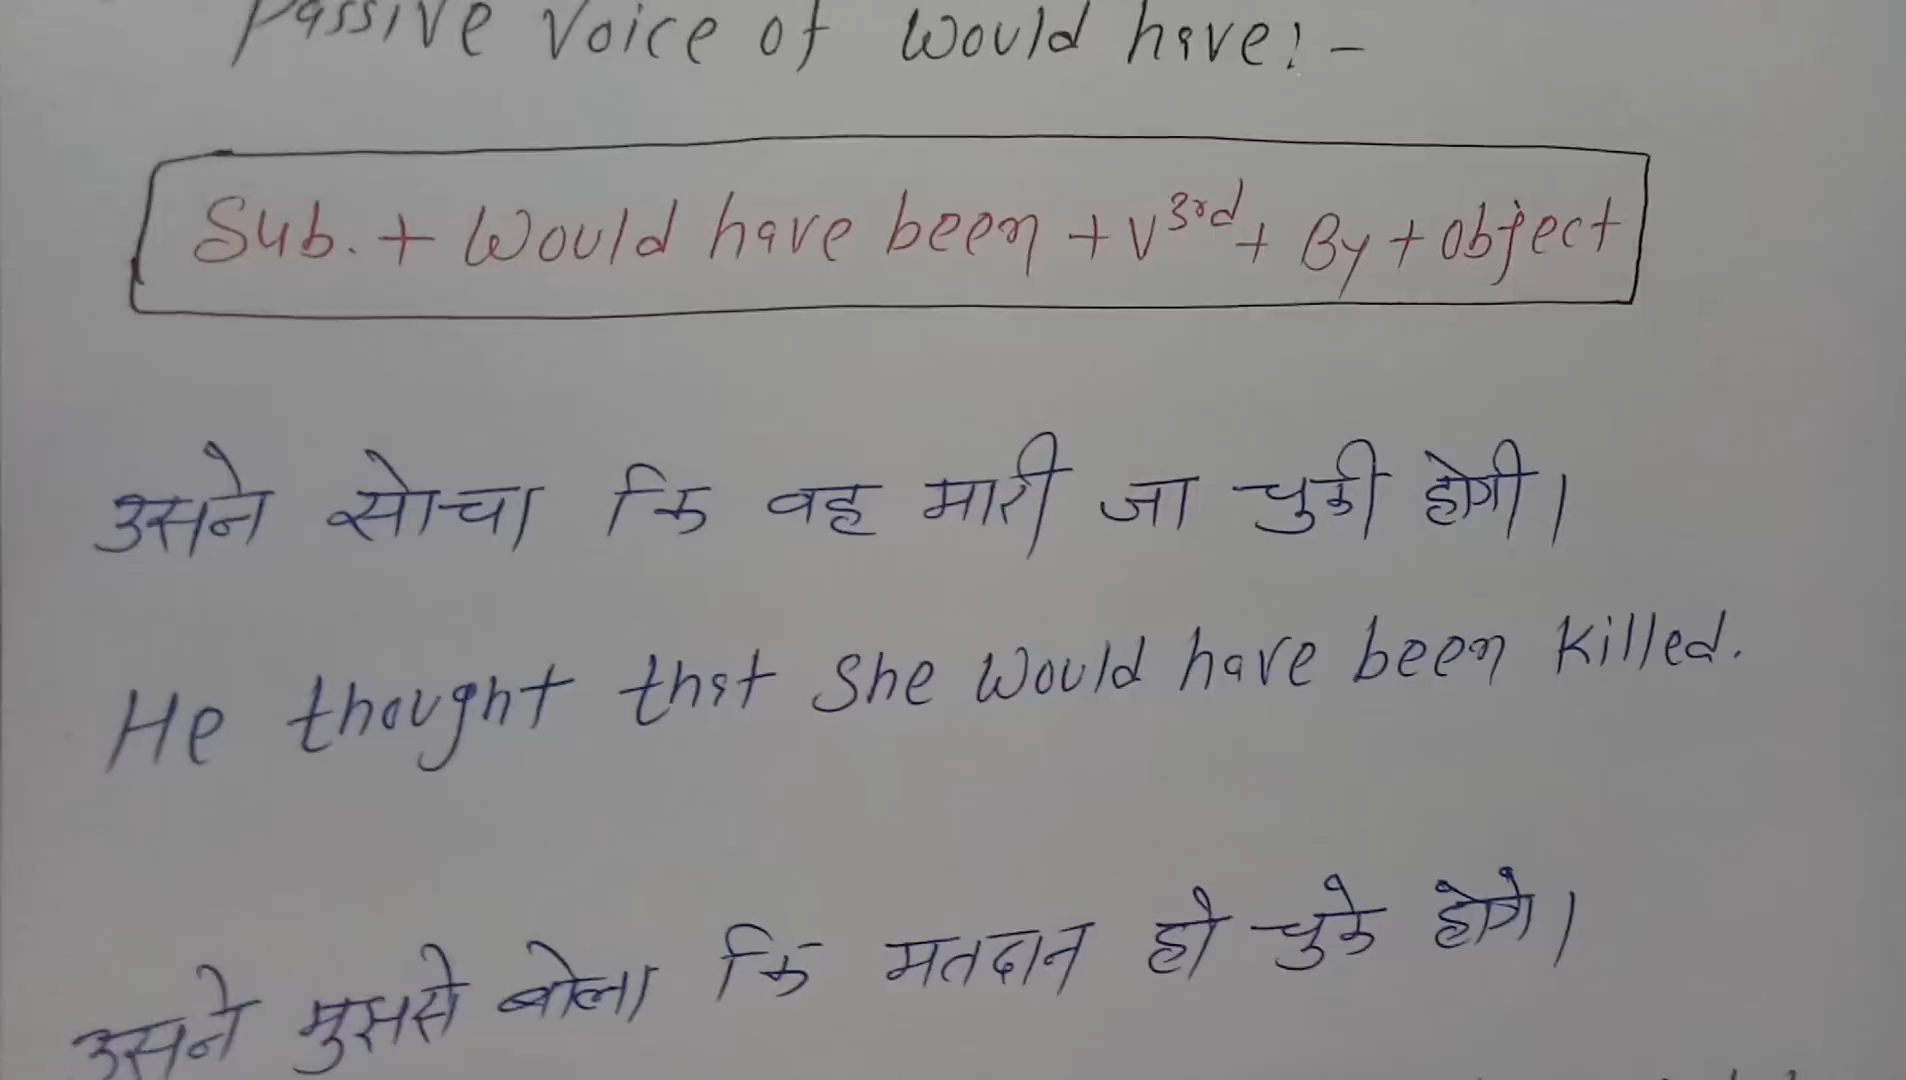 Passive Voice of Would have:-
Sub. + Would have been + V3rd + By + object
उसने सोचा कि वह मारी जा चुकी होगी।
He thought that She Would have been Killed.
उसने मुझसे बोला कि मतदान हो चुके होगे।